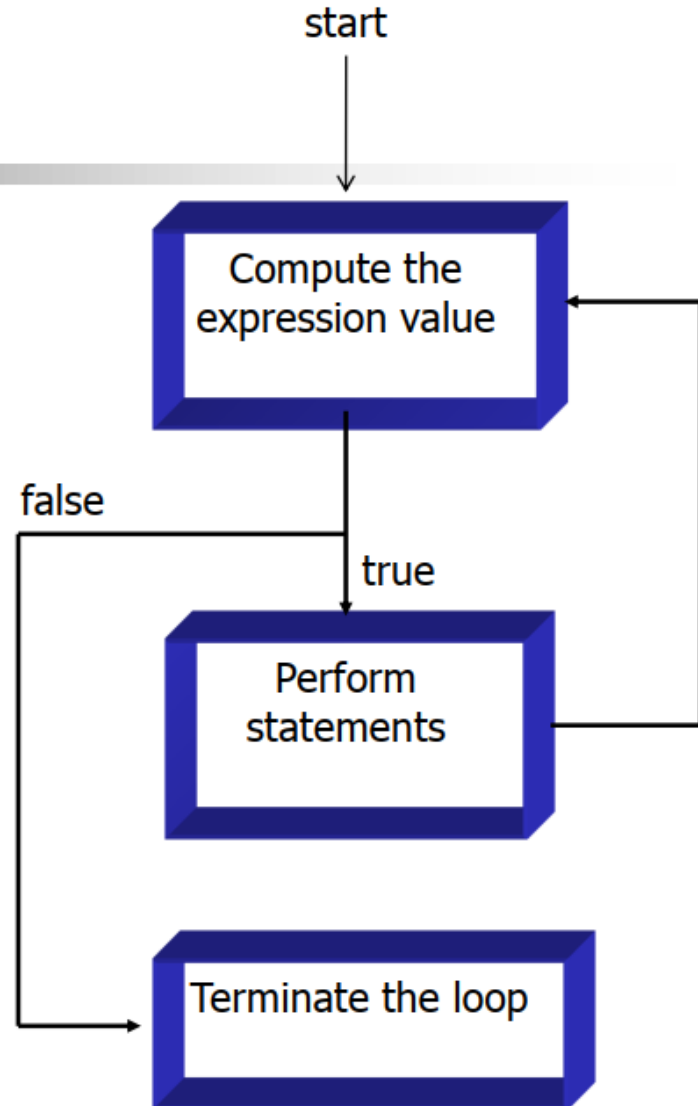 start
Compute the
expression value
false
true
Perform
statements
Terminate the loop